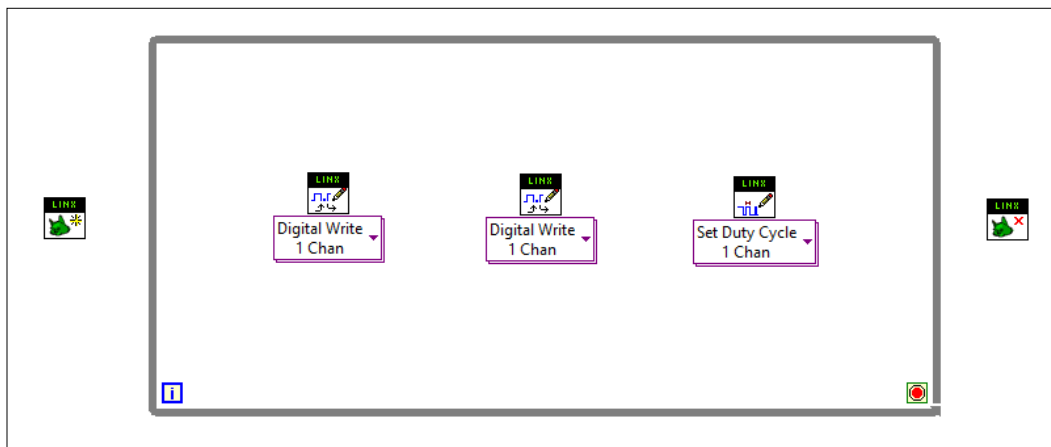 LINX
LINX
Digital Write
1 Chan
LINX
Digital Write
1 Chan
LINX
Set Duty Cycle
1 Chan
LINX
i